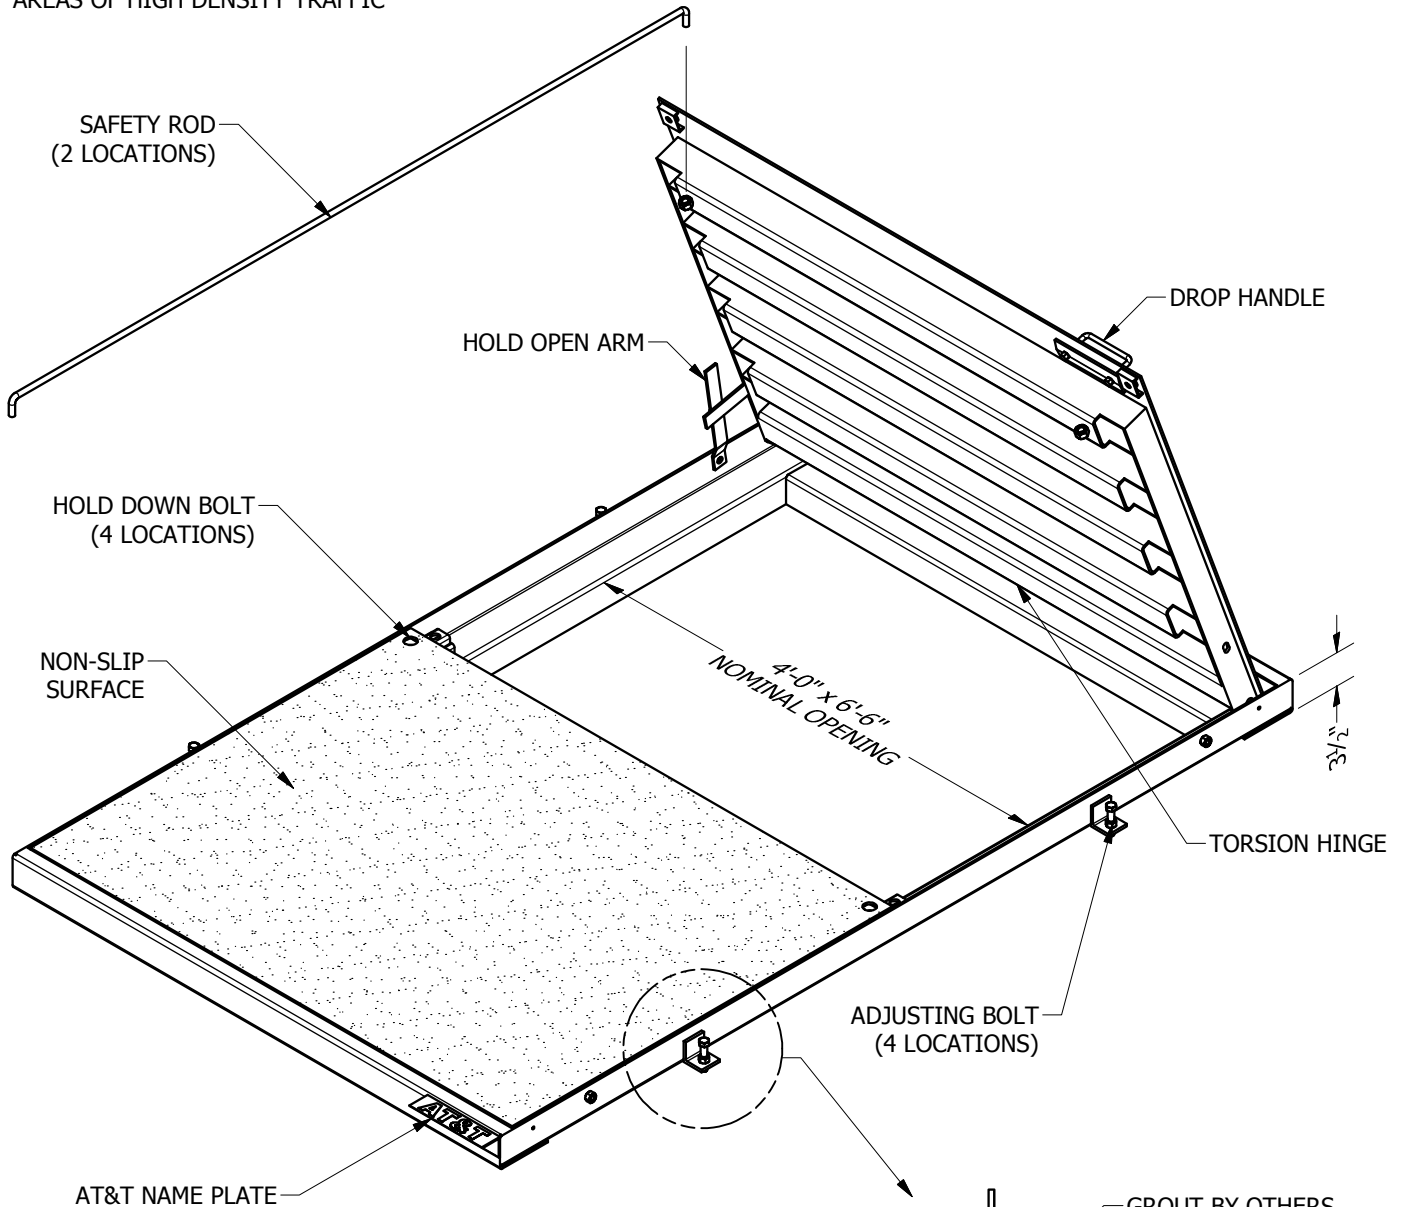 AREAS OF HIGH DENSITY TRAFFIC
SAFETY ROD
(2 LOCATIONS)
DROP HANDLE
HOLD OPEN ARM
HOLD DOWN BOLT
(4 LOCATIONS)
NON-SLIP
SURFACE
4'-0" x 6'-6"
NOMINAL OPENING
3½"
TORSION HINGE
ADJUSTING BOLT
(4 LOCATIONS)
AT&T
AT&T NAME PLATE
GROUT BY OTHERS